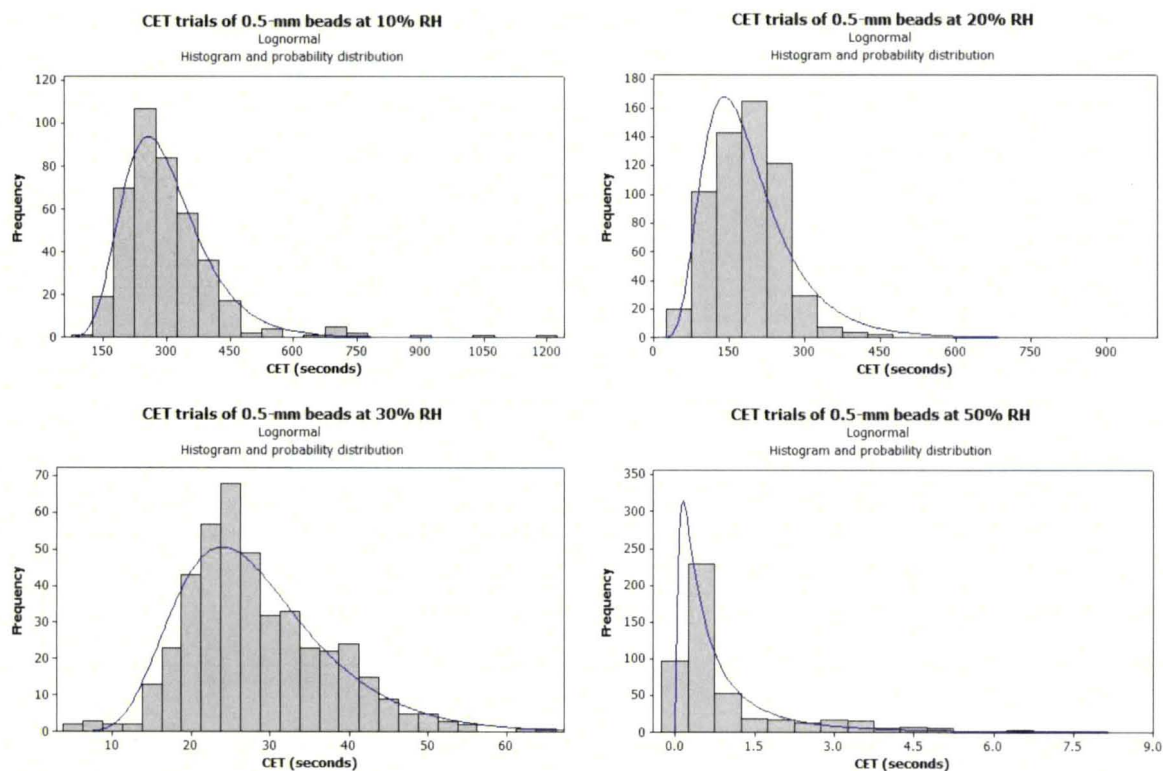 CET trials of 0.5-mm beads at 10% RH
Lognormal
Histogram and probability distribution
120
100
80
60
40
20
0
Frequency
150 300 450 600 750 900 1050 1200
CET (seconds)
CET trials of 0.5-mm beads at 20% RH
Lognormal
Histogram and probability distribution
180
160
140
120
100
80
60
40
20
0
Frequency
0 150 300 450 600 750 900
CET (seconds)
CET trials of 0.5-mm beads at 30% RH
Lognormal
Histogram and probability distribution
70
60
50
40
30
20
10
0
Frequency
10 20 30 40 50 60
CET (seconds)
CET trials of 0.5-mm beads at 50% RH
Lognormal
Histogram and probability distribution
350
300
250
200
150
100
50
0
Frequency
0.0 1.5 3.0 4.5 6.0 7.5 9.0
CET (seconds)